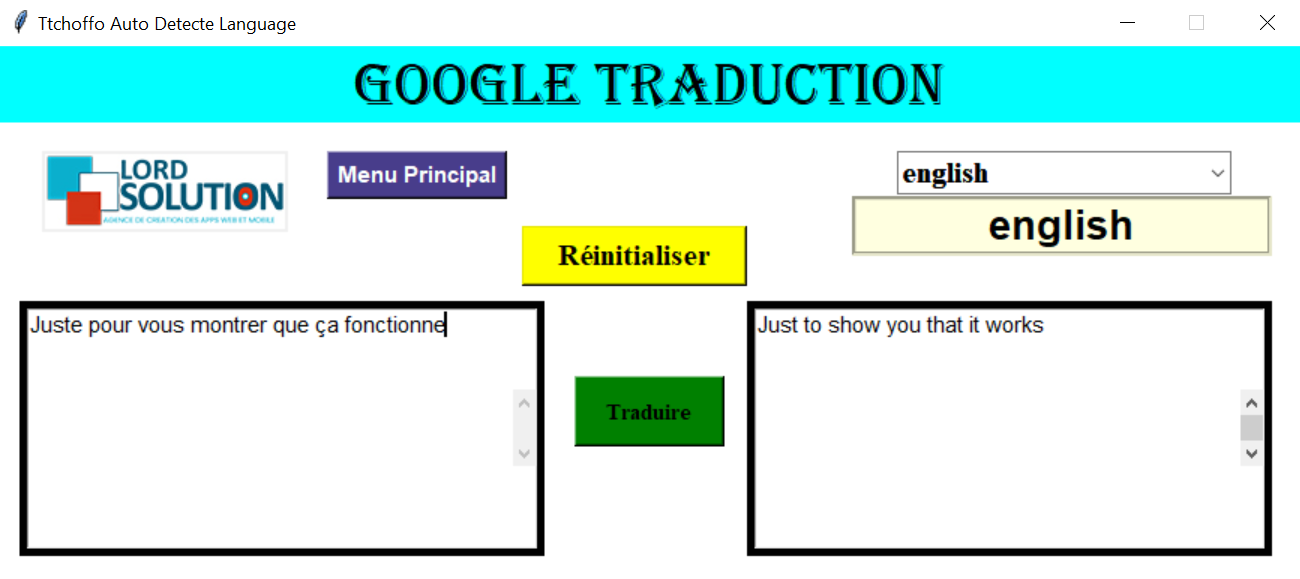 Ttchoffo Auto Detecte Language
GOOGLE TRADUCTION
LORD
SOLUTION
AGENCE DE CREATION DES APPS WEB ET MOBILE
Menu Principal
english
english
Réinitialiser
Juste pour vous montrer que ça fonctionne
Just to show you that it works
Traduire